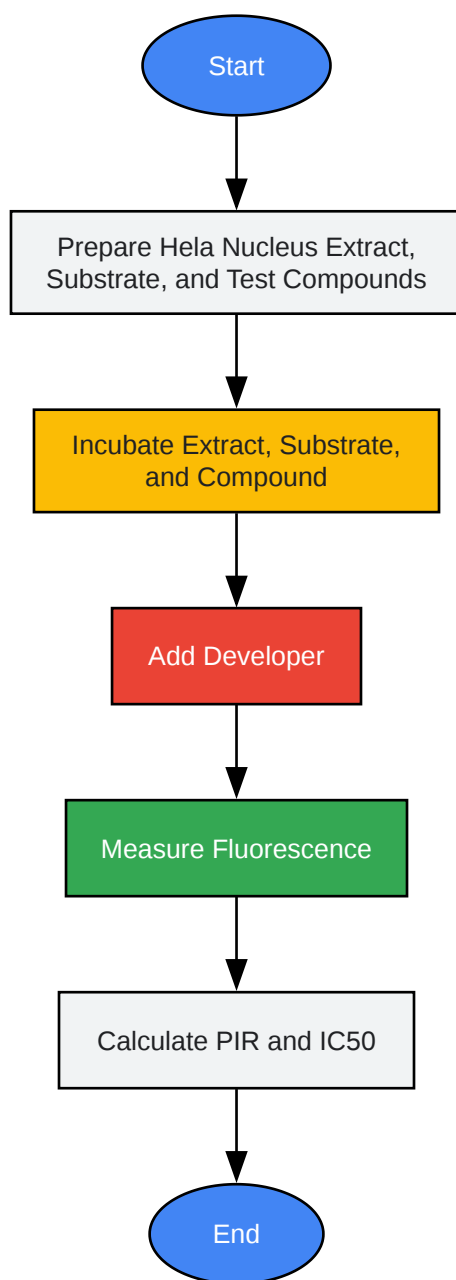 Start
Prepare Hela Nucleus Extract,
Substrate, and Test Compounds
Incubate Extract, Substrate,
and Compound
Add Developer
Measure Fluorescence
Calculate PIR and IC50
End